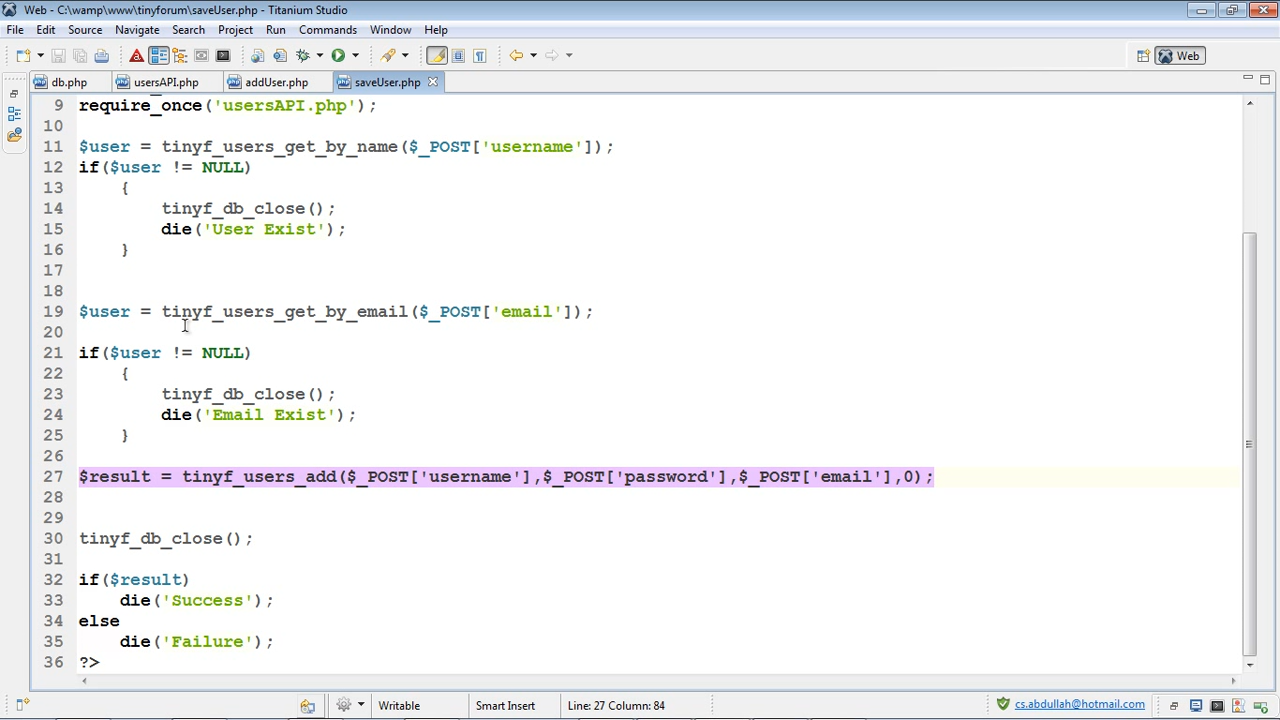 Web - C:\wamp\www\tinyforum\saveUser.php - Titanium Studio
File Edit Source Navigate Search Project Run Commands Window Help
Web
db.php usersAPI.php addUser.php saveUser.php
9 require_once('usersAPI.php');
10
11 $user = tinyf_users_get_by_name($_POST['username']);
12 if($user != NULL)
13 {
14 tinyf_db_close();
15 die('User Exist');
16 }
17
18
19 $user = tinyf_users_get_by_email($_POST['email']);
20
21 if($user != NULL)
22 {
23 tinyf_db_close();
24 die('Email Exist');
25 }
26
27 $result = tinyf_users_add($_POST['username'],$_POST['password'],$_POST['email'],0);
28
29
30 tinyf_db_close();
31
32 if($result)
33 die('Success');
34 else
35 die('Failure');
36 ?>
Writable Smart Insert Line: 27 Column: 84 cs.abdullah@hotmail.com